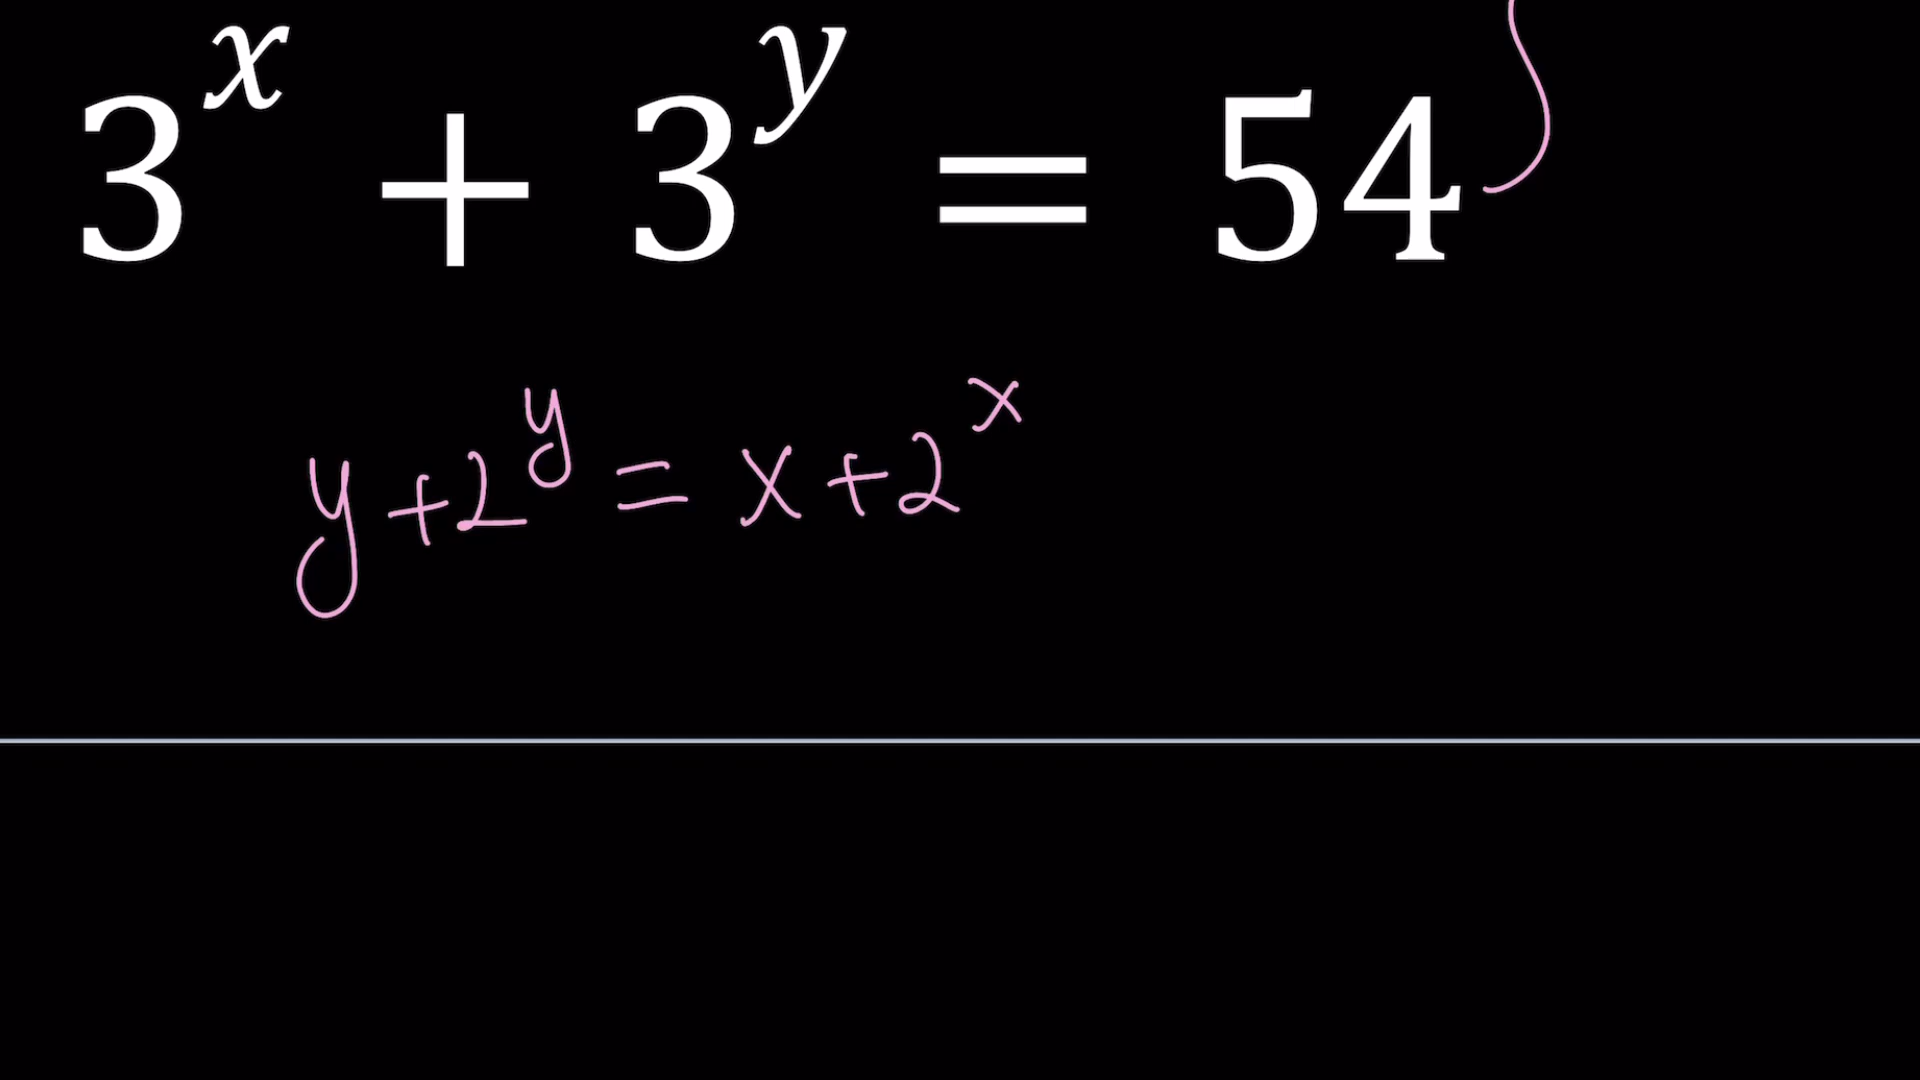 3^x + 3^y = 54
y + 2^y = x + 2^x